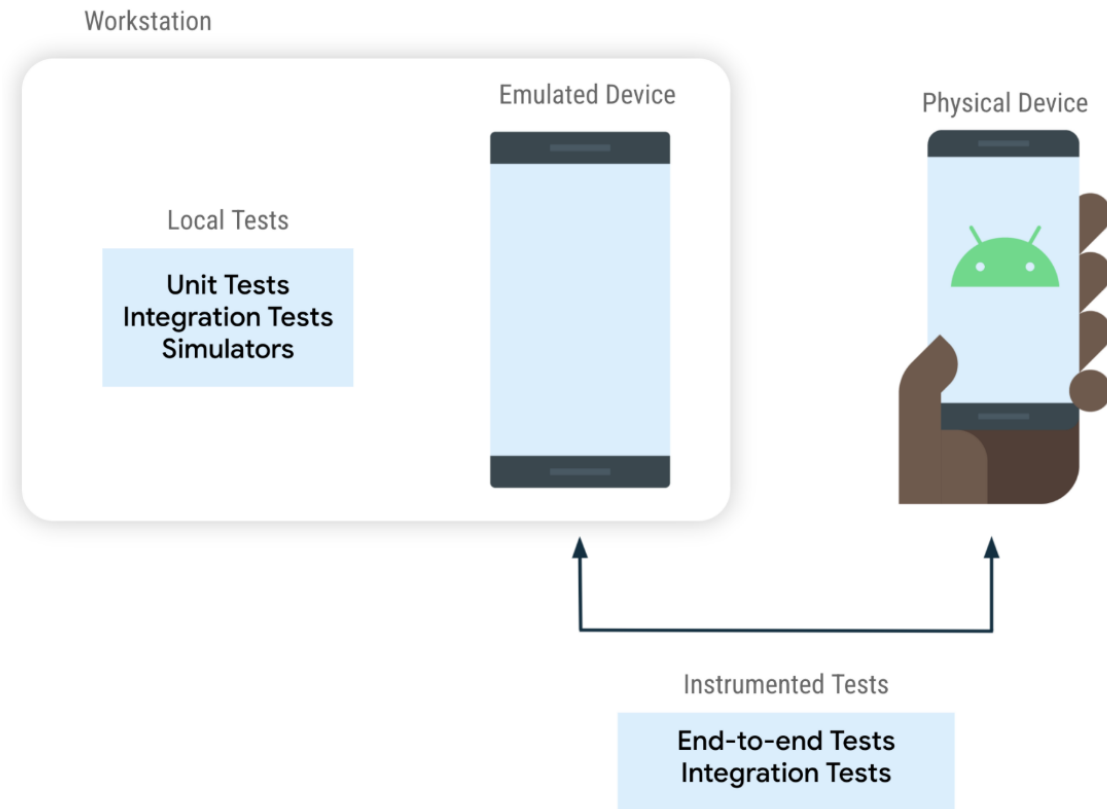 Workstation
Emulated Device
Physical Device
Local Tests
Unit Tests
Integration Tests
Simulators
Instrumented Tests
End-to-end Tests
Integration Tests